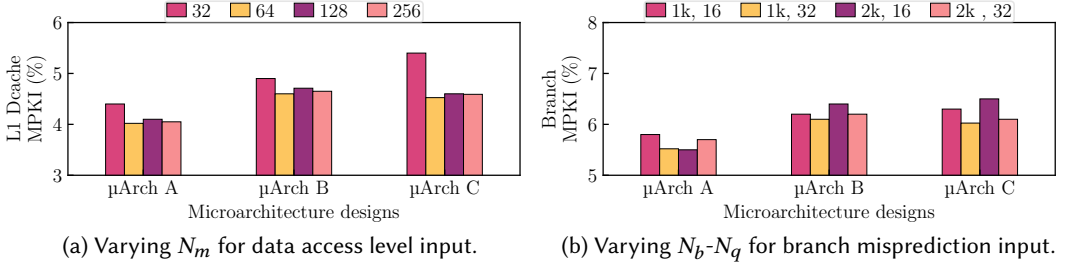 32 64 128 256
6
5
4
3
L1 Dcache
MPKI (%)
µArch A µArch B µArch C
Microarchitecture designs
(a) Varying N_m for data access level input.
1k, 16 1k, 32 2k, 16 2k , 32
8
7
6
5
Branch
MPKI (%)
µArch A µArch B µArch C
Microarchitecture designs
(b) Varying N_b-N_q for branch misprediction input.